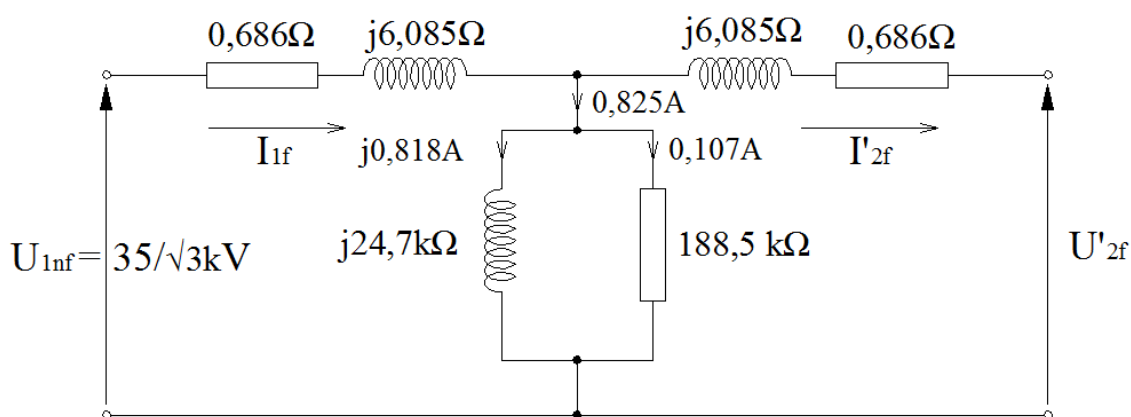 0,686Ω j6,085Ω j6,085Ω 0,686Ω
0,825A
I1f j0,818A 0,107A I'2f
U1nf= 35/√3kV j24,7kΩ 188,5 kΩ U'2f